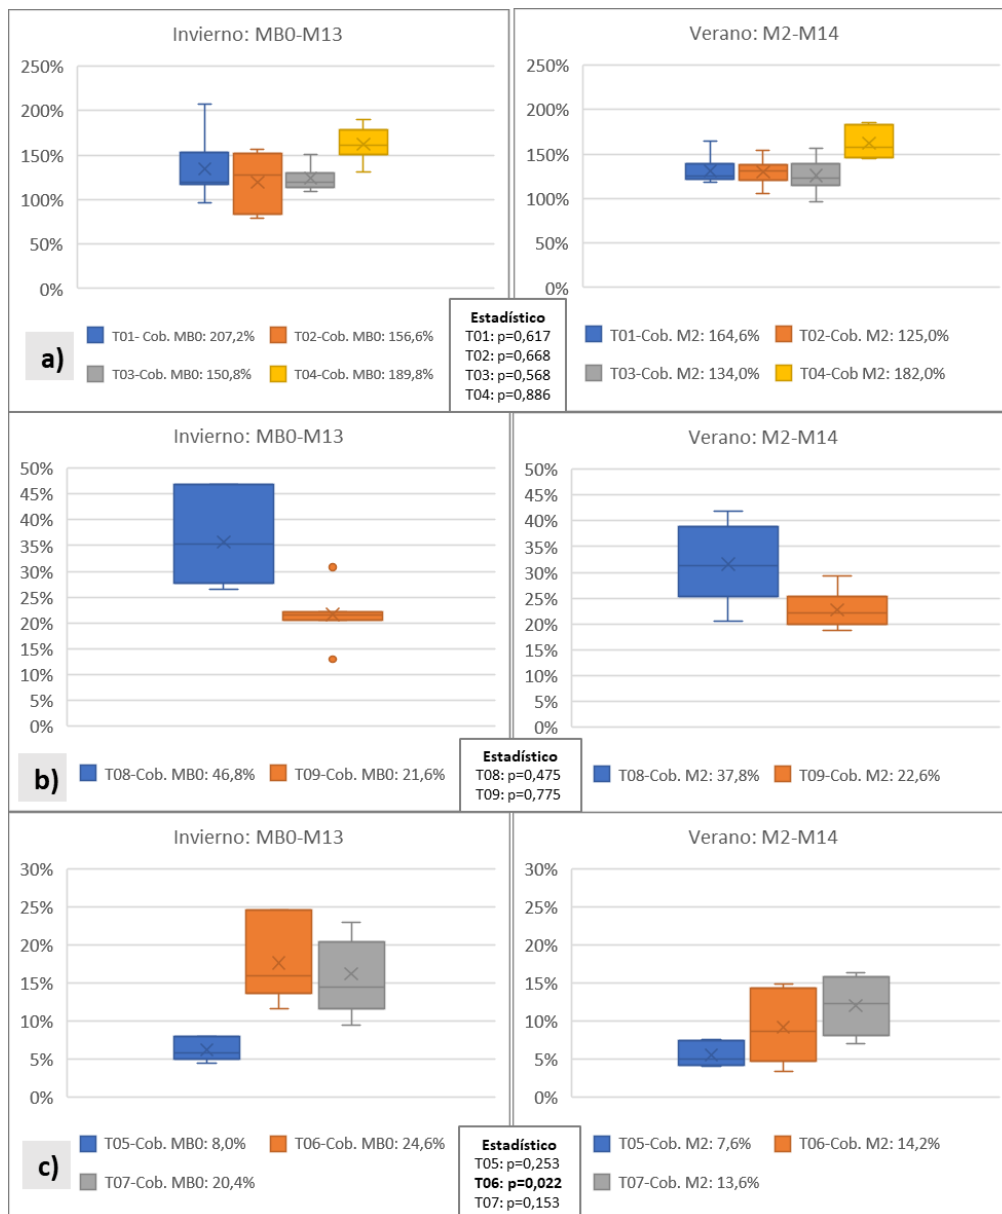 Invierno: MB0-M13
250%
200%
150%
100%
50%
0%
T01- Cob. MB0: 207,2%
T02-Cob. MB0: 156,6%
T03-Cob. MB0: 150,8%
T04-Cob. MB0: 189,8%
a)
Verano: M2-M14
250%
200%
150%
100%
50%
0%
T01-Cob. M2: 164,6%
T02-Cob. M2: 125,0%
T03-Cob. M2: 134,0%
T04-Cob M2: 182,0%
Estadístico
T01: p=0,617
T02: p=0,668
T03: p=0,568
T04: p=0,886
Invierno: MB0-M13
50%
45%
40%
35%
30%
25%
20%
15%
10%
5%
0%
b)
T08-Cob. MB0: 46,8%
T09-Cob. MB0: 21,6%
Verano: M2-M14
50%
45%
40%
35%
30%
25%
20%
15%
10%
5%
0%
T08-Cob. M2: 37,8%
T09-Cob. M2: 22,6%
Estadístico
T08: p=0,475
T09: p=0,775
Invierno: MB0-M13
30%
25%
20%
15%
10%
5%
0%
T05-Cob. MB0: 8,0%
T06-Cob. MB0: 24,6%
T07-Cob. MB0: 20,4%
c)
Verano: M2-M14
30%
25%
20%
15%
10%
5%
0%
T05-Cob. M2: 7,6%
T06-Cob. M2: 14,2%
T07-Cob. M2: 13,6%
Estadístico
T05: p=0,253
T06: p=0,022
T07: p=0,153